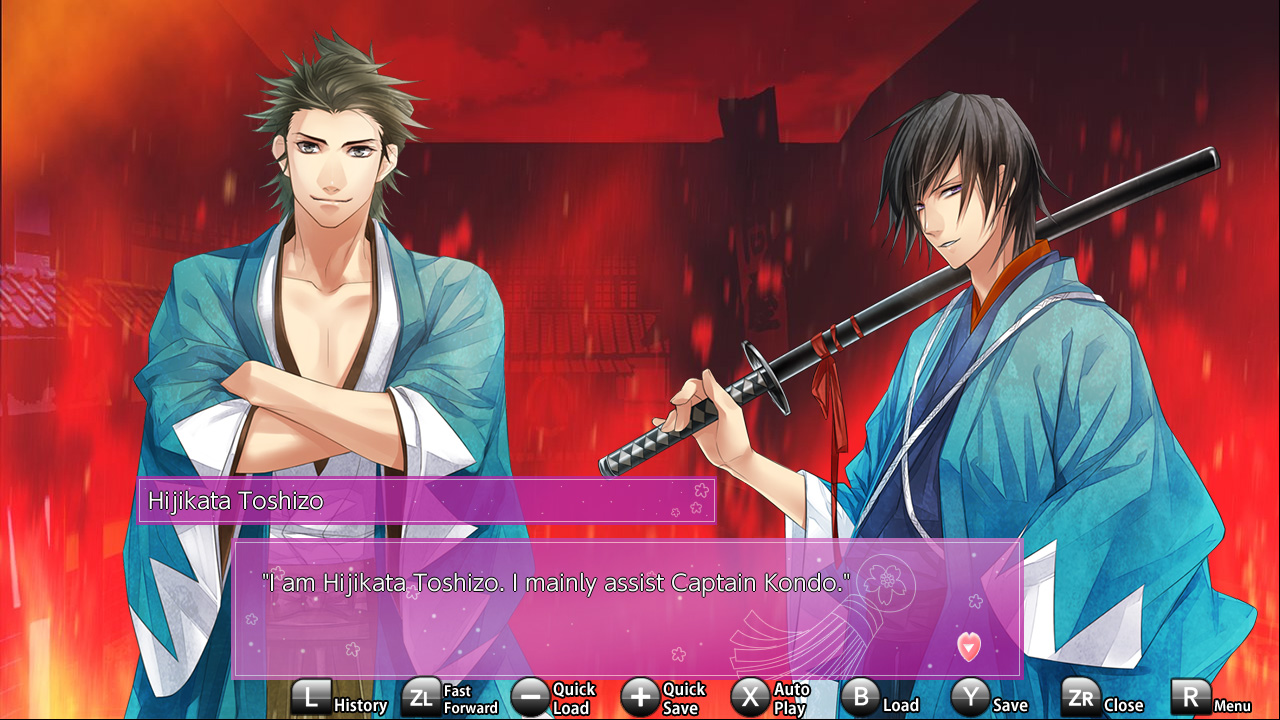 Hijikata Toshizo
"I am Hijikata Toshizo. I mainly assist Captain Kondo."
L History ZL Fast Forward − Quick Load + Quick Save X Auto Play B Load Y Save ZR Close R Menu